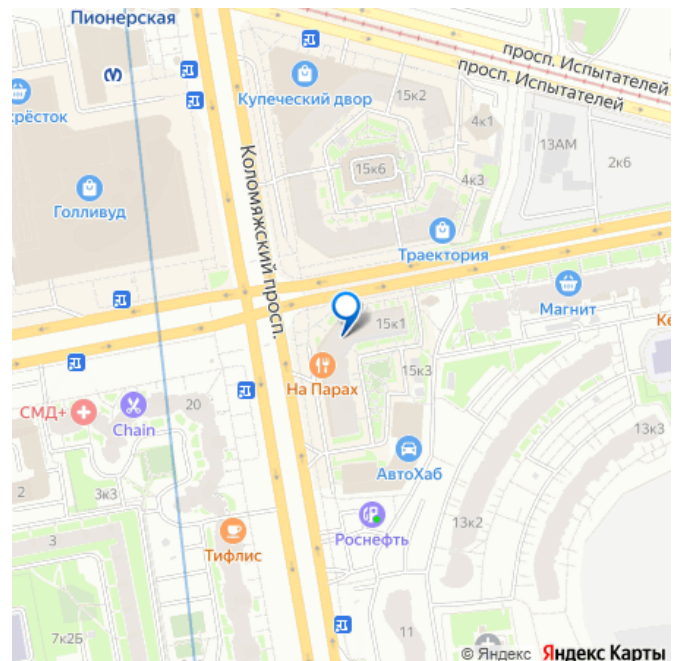 Пионерская
просп. Испытателей
просп. Испытателей
Купеческий двор
15к2
крёсток
4к1
13АМ
2к6
15к6
4к3
Голливуд
Коломяжский просп.
Траектория
Магнит
15к1
Ке
На Парах
15к3
20
СМД+
Chain
13к3
АвтоХаб
2
3к3
13к2
Роснефть
3
Тифлис
7к2Б
11
© Яндекс Яндекс Карты